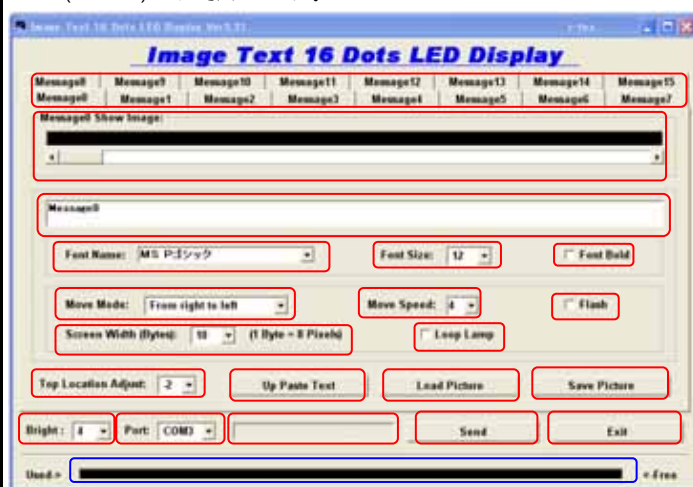 Image Text 16 Dots LED Display
Message8 Message9 Message10 Message11 Message12 Message13 Message14 Message15
Message0 Message1 Message2 Message3 Message4 Message5 Message6 Message7
Message0 Show Image:
Message0
Font Name: MS Pゴシック Font Size: 12 Font Bold
Move Mode: From right to left Move Speed: 4 Flash
Screen Width (Bytes): 10 (1 Byte = 8 Pixels) Loop Lamp
Top Location Adjust: 2 Up Paste Text Load Picture Save Picture
Bright: 4 Port: COM3 Send Exit
Used-> <-Free